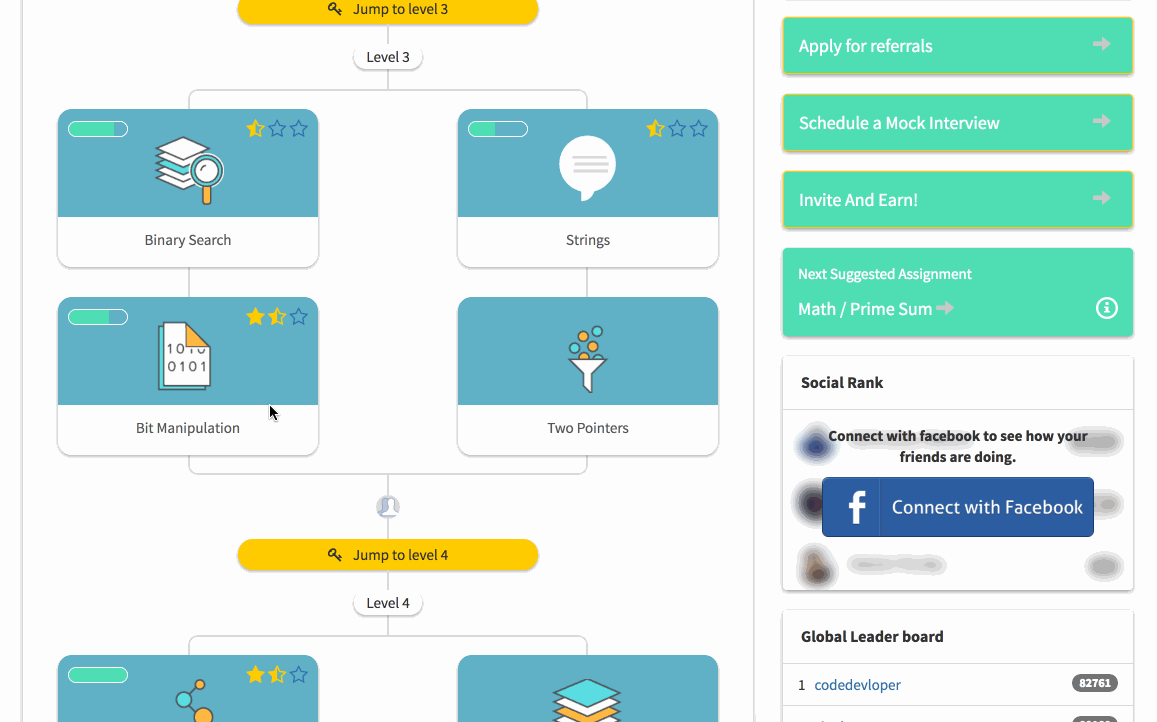 Jump to level 3
Level 3
Binary Search
Strings
1010
0101
Bit Manipulation
Two Pointers
Jump to level 4
Level 4
Apply for referrals
Schedule a Mock Interview
Invite And Earn!
Next Suggested Assignment
Math / Prime Sum
Social Rank
Connect with facebook to see how your
friends are doing.
f Connect with Facebook
Global Leader board
1 codedevloper 82761